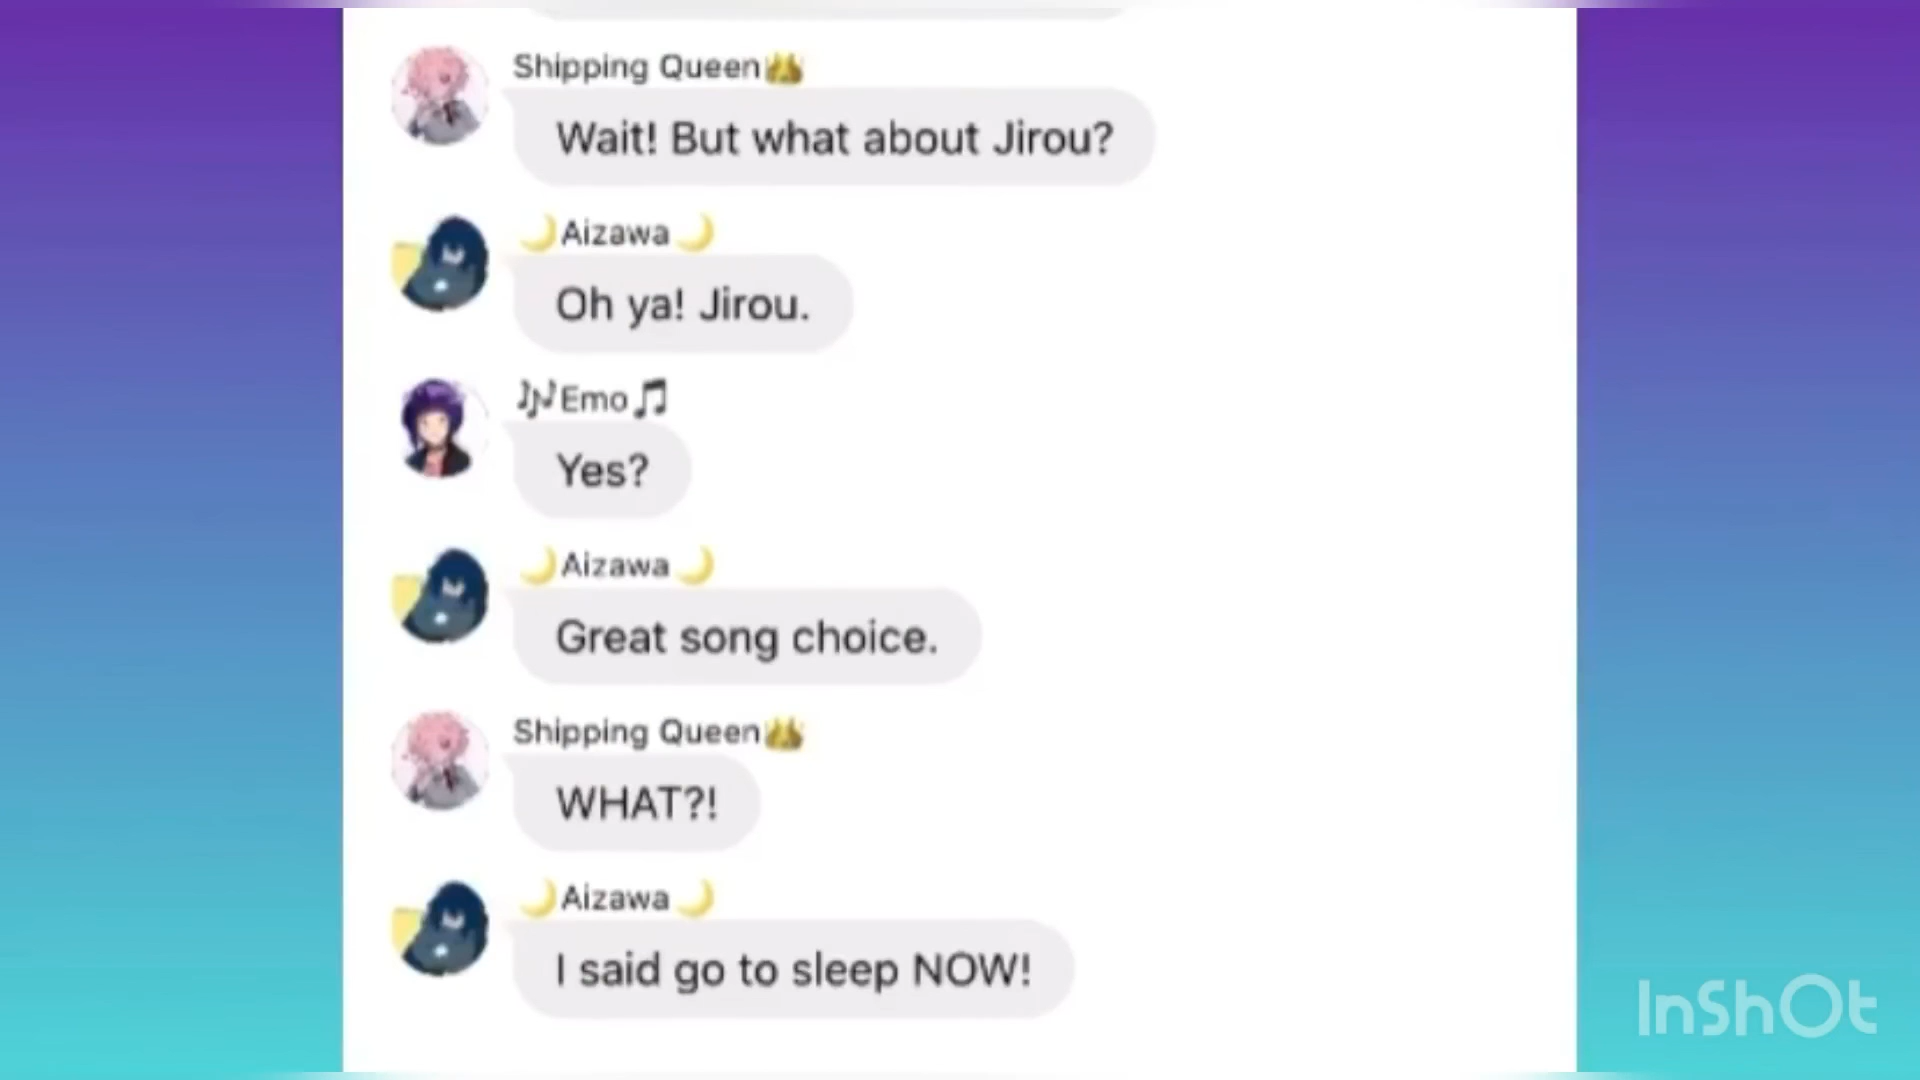 Shipping Queen👑
Wait! But what about Jirou?
🌙Aizawa🌙
Oh ya! Jirou.
🎶Emo🎵
Yes?
🌙Aizawa🌙
Great song choice.
Shipping Queen👑
WHAT?!
🌙Aizawa🌙
I said go to sleep NOW!
InShOt